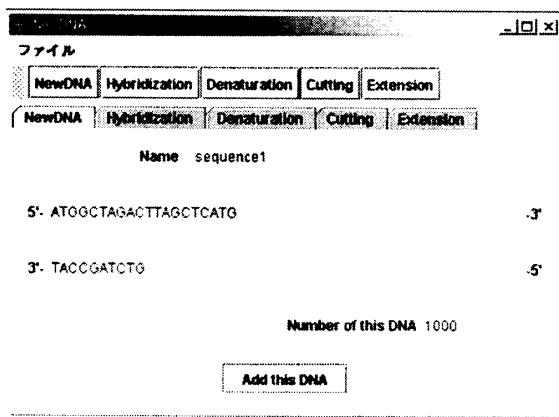 ファイル
NewDNA Hybridization Denaturation Cutting Extension
NewDNA Hybridization Denaturation Cutting Extension
Name sequence1
5'- ATGGCTAGACTTAGCTCATG -3'
3'- TACCGATCTG -5'
Number of this DNA 1000
Add this DNA